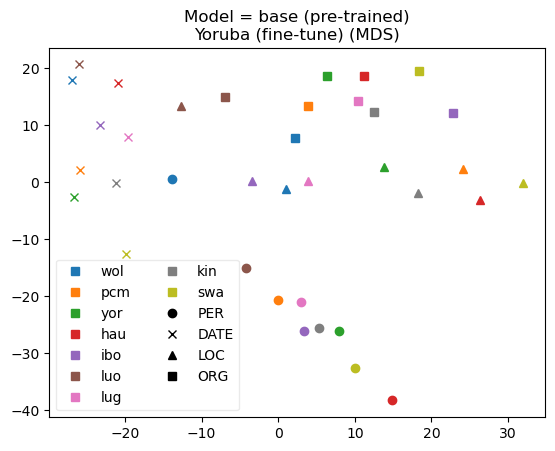 Model = base (pre-trained)
Yoruba (fine-tune) (MDS)
20
10
0
−10
−20
−30
−40
wol
pcm
yor
hau
ibo
luo
lug
kin
swa
PER
DATE
LOC
ORG
−20
−10
0
10
20
30